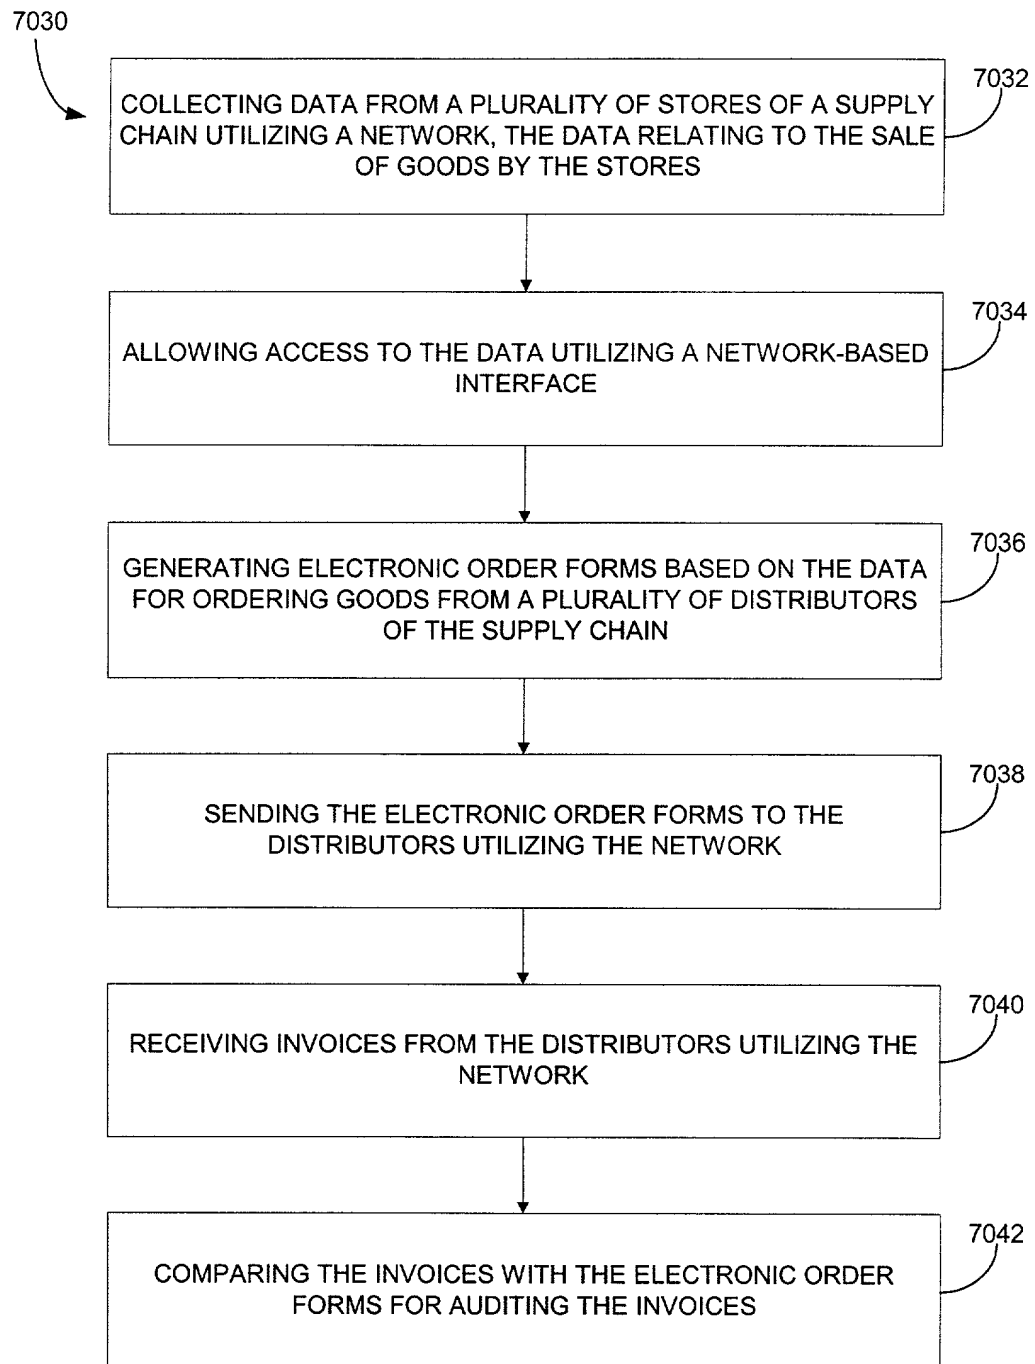 7030
7032
COLLECTING DATA FROM A PLURALITY OF STORES OF A SUPPLY
CHAIN UTILIZING A NETWORK, THE DATA RELATING TO THE SALE
OF GOODS BY THE STORES
7034
ALLOWING ACCESS TO THE DATA UTILIZING A NETWORK-BASED
INTERFACE
7036
GENERATING ELECTRONIC ORDER FORMS BASED ON THE DATA
FOR ORDERING GOODS FROM A PLURALITY OF DISTRIBUTORS
OF THE SUPPLY CHAIN
7038
SENDING THE ELECTRONIC ORDER FORMS TO THE
DISTRIBUTORS UTILIZING THE NETWORK
7040
RECEIVING INVOICES FROM THE DISTRIBUTORS UTILIZING THE
NETWORK
7042
COMPARING THE INVOICES WITH THE ELECTRONIC ORDER
FORMS FOR AUDITING THE INVOICES